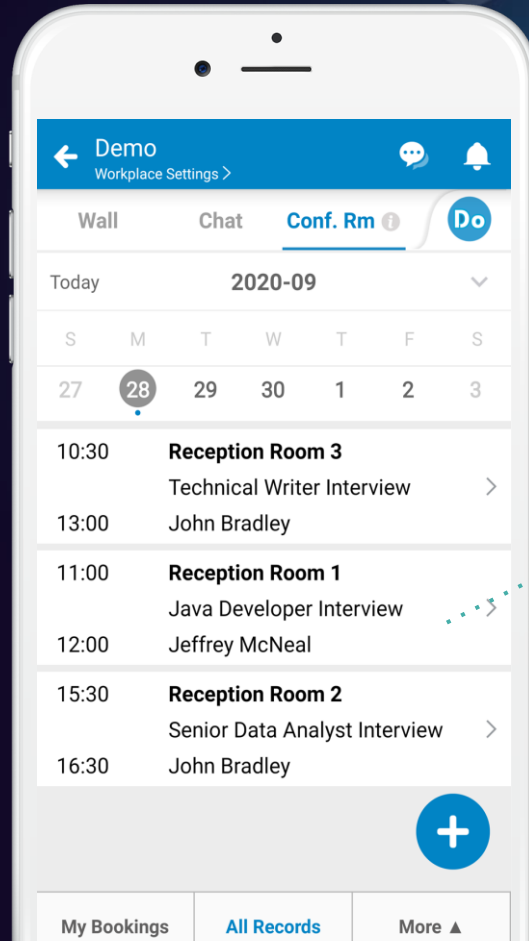 Demo
Workplace Settings >
Wall Chat Conf. Rm i Do
Today 2020-09
S M T W T F S
27 28 29 30 1 2 3
10:30 Reception Room 3
Technical Writer Interview >
13:00 John Bradley
11:00 Reception Room 1
Java Developer Interview >
12:00 Jeffrey McNeal
15:30 Reception Room 2
Senior Data Analyst Interview >
16:30 John Bradley
+
My Bookings All Records More ▲